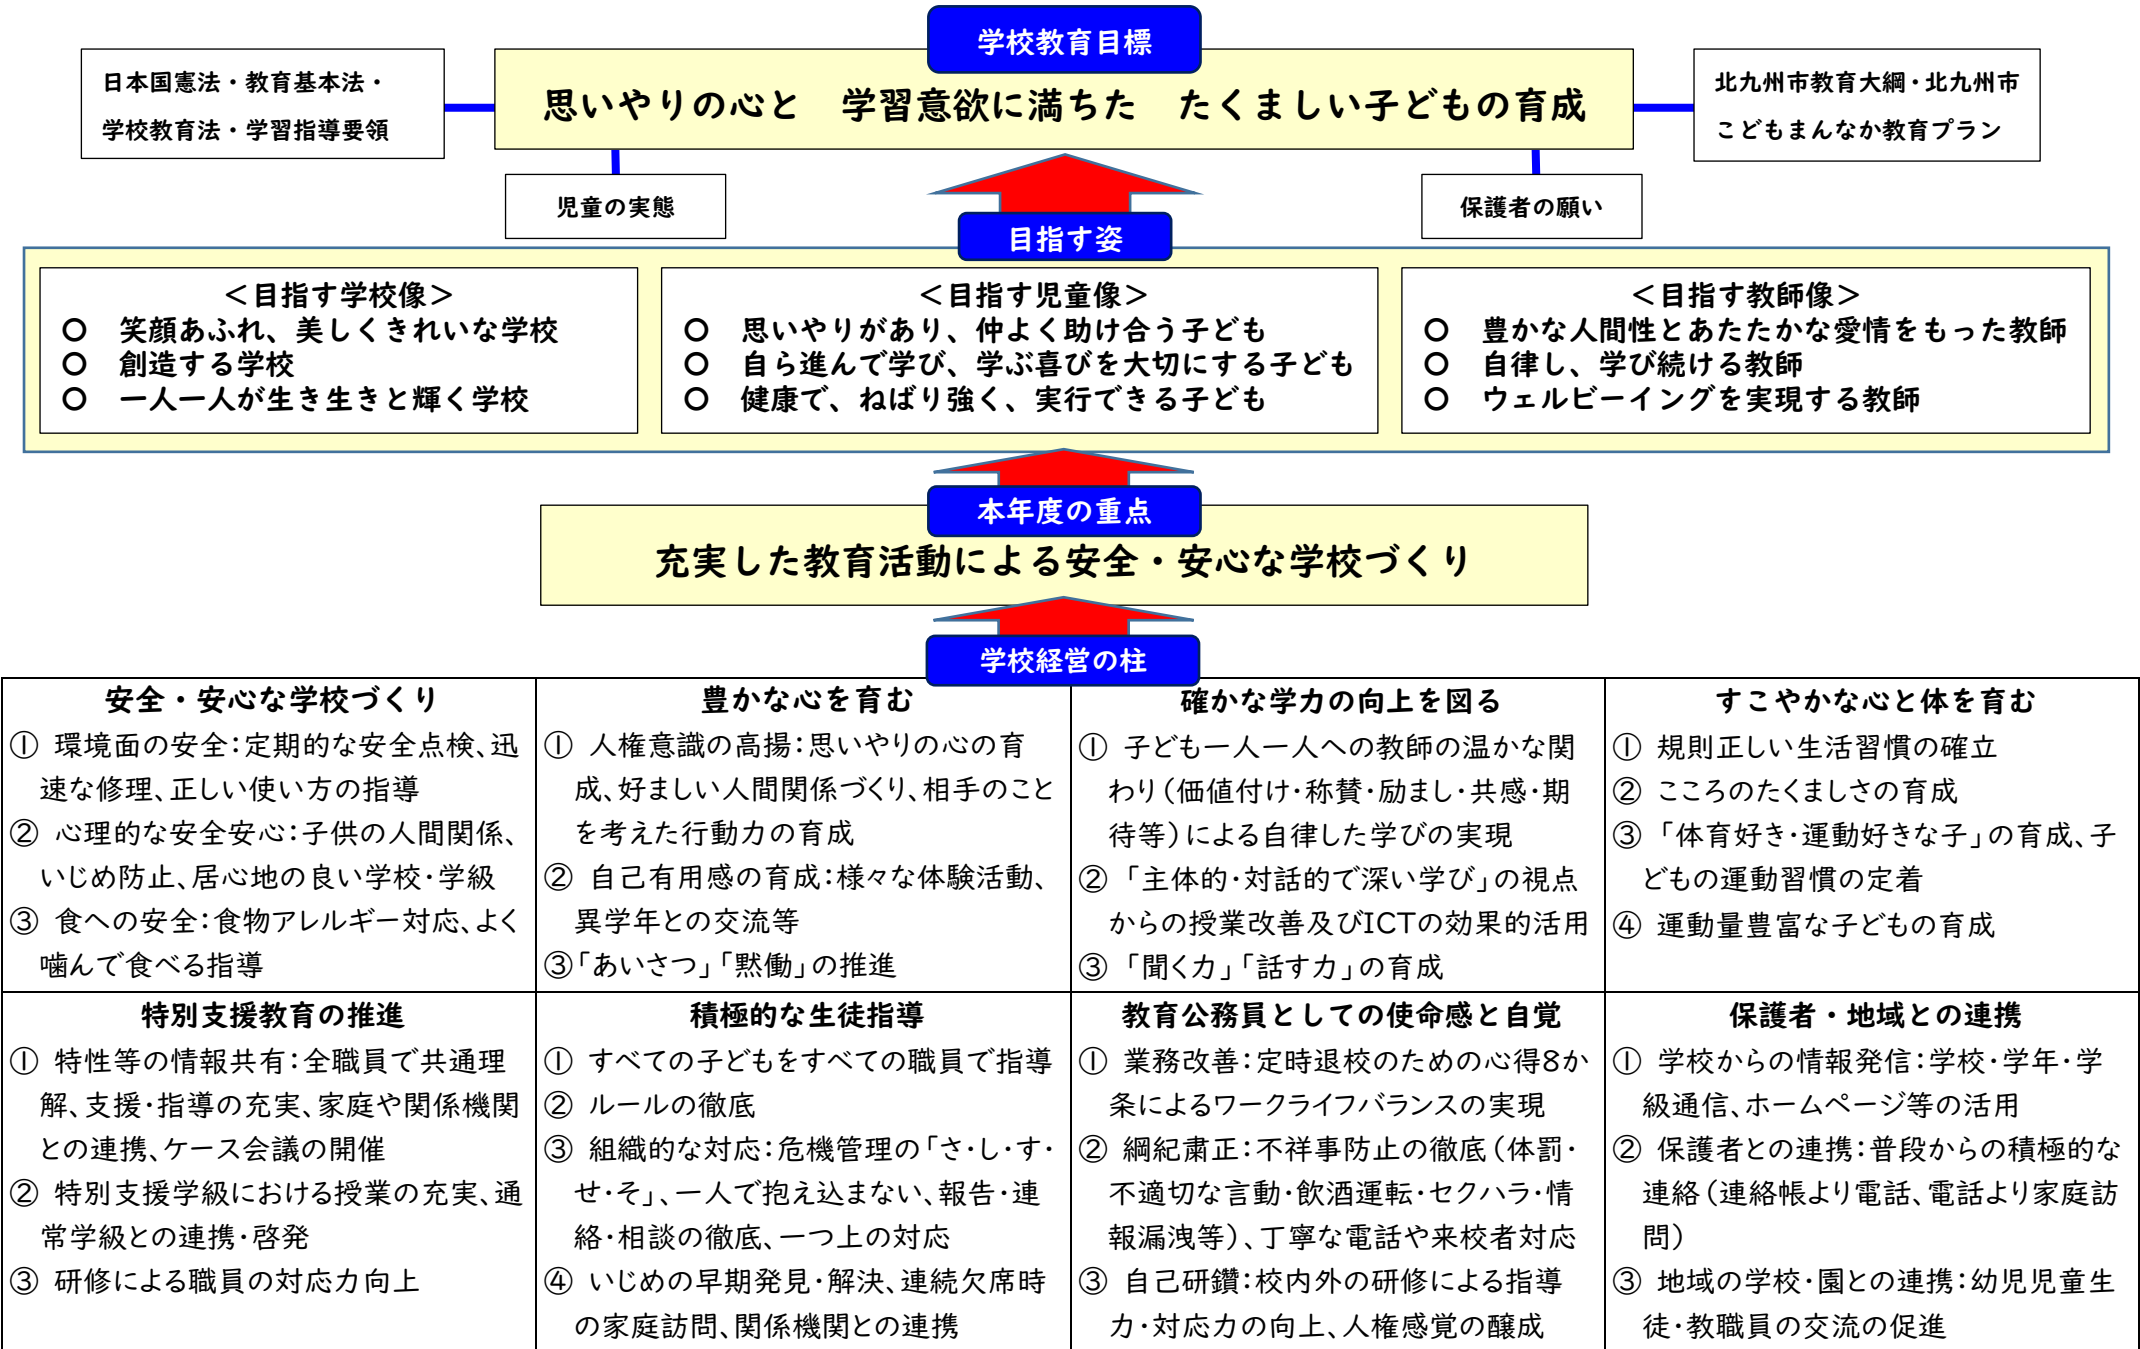 学校教育目標
日本国憲法・教育基本法・
学校教育法・学習指導要領
思いやりの心と　学習意欲に満ちた　たくましい子どもの育成
北九州市教育大綱・北九州市
こどもまんなか教育プラン
児童の実態
保護者の願い
目指す姿
＜目指す学校像＞
○　笑顔あふれ、美しくきれいな学校
○　創造する学校
○　一人一人が生き生きと輝く学校
＜目指す児童像＞
○　思いやりがあり、仲よく助け合う子ども
○　自ら進んで学び、学ぶ喜びを大切にする子ども
○　健康で、ねばり強く、実行できる子ども
＜目指す教師像＞
○　豊かな人間性とあたたかな愛情をもった教師
○　自律し、学び続ける教師
○　ウェルビーイングを実現する教師
本年度の重点
充実した教育活動による安全・安心な学校づくり
学校経営の柱
安全・安心な学校づくり
① 環境面の安全：定期的な安全点検、迅
速な修理、正しい使い方の指導
② 心理的な安全安心：子供の人間関係、
いじめ防止、居心地の良い学校・学級
③ 食への安全：食物アレルギー対応、よく
噛んで食べる指導
豊かな心を育む
① 人権意識の高揚：思いやりの心の育
成、好ましい人間関係づくり、相手のこと
を考えた行動力の育成
② 自己有用感の育成：様々な体験活動、
異学年との交流等
③「あいさつ」「黙働」の推進
確かな学力の向上を図る
① 子ども一人一人への教師の温かな関
わり（価値付け・称賛・励まし・共感・期
待等）による自律した学びの実現
② 「主体的・対話的で深い学び」の視点
からの授業改善及びICTの効果的活用
③ 「聞く力」「話す力」の育成
すこやかな心と体を育む
① 規則正しい生活習慣の確立
② こころのたくましさの育成
③ 「体育好き・運動好きな子」の育成、子
どもの運動習慣の定着
④ 運動量豊富な子どもの育成
特別支援教育の推進
① 特性等の情報共有：全職員で共通理
解、支援・指導の充実、家庭や関係機関
との連携、ケース会議の開催
② 特別支援学級における授業の充実、通
常学級との連携・啓発
③ 研修による職員の対応力向上
積極的な生徒指導
① すべての子どもをすべての職員で指導
② ルールの徹底
③ 組織的な対応：危機管理の「さ・し・す・
せ・そ」、一人で抱え込まない、報告・連
絡・相談の徹底、一つ上の対応
④ いじめの早期発見・解決、連続欠席時
の家庭訪問、関係機関との連携
教育公務員としての使命感と自覚
① 業務改善：定時退校のための心得8か
条によるワークライフバランスの実現
② 綱紀粛正：不祥事防止の徹底（体罰・
不適切な言動・飲酒運転・セクハラ・情
報漏洩等）、丁寧な電話や来校者対応
③ 自己研鑽：校内外の研修による指導
力・対応力の向上、人権感覚の醸成
保護者・地域との連携
① 学校からの情報発信：学校・学年・学
級通信、ホームページ等の活用
② 保護者との連携：普段からの積極的な
連絡（連絡帳より電話、電話より家庭訪
問）
③ 地域の学校・園との連携：幼児児童生
徒・教職員の交流の促進